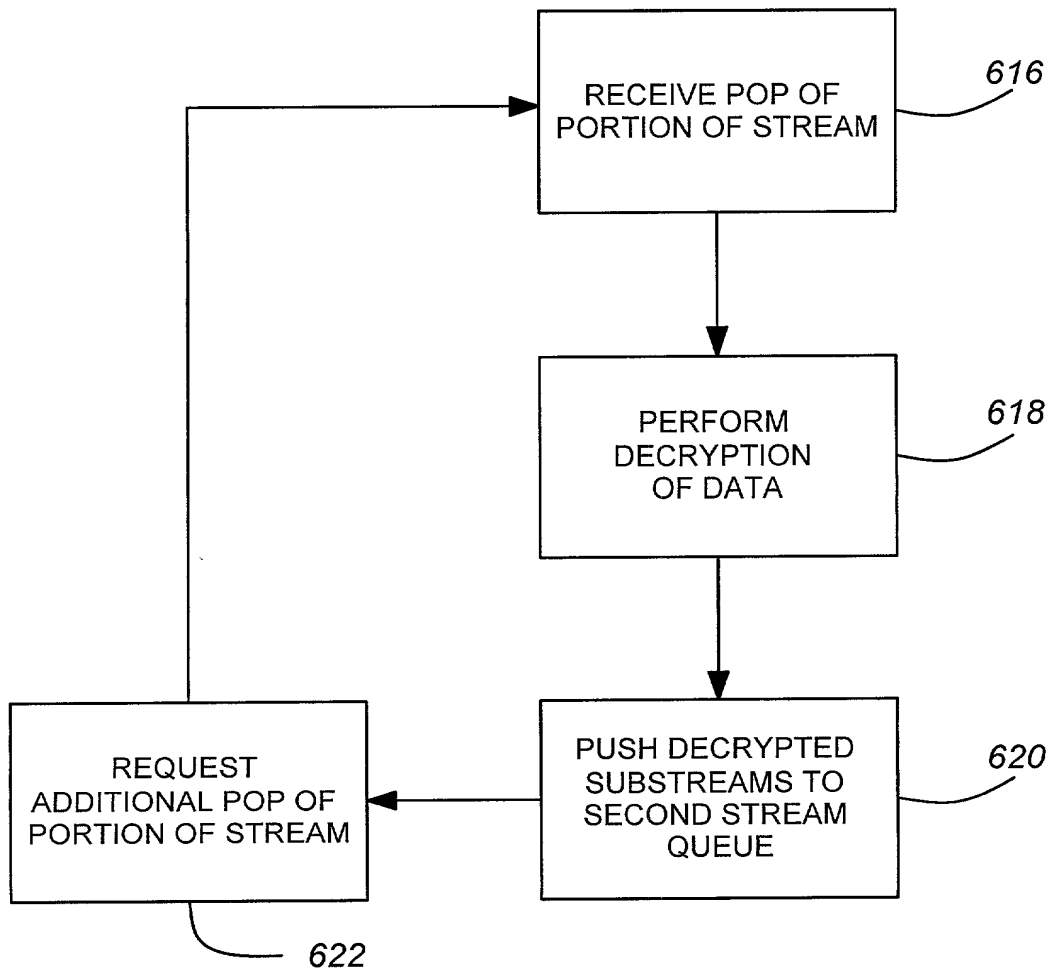 RECEIVE POP OF
PORTION OF STREAM
616
PERFORM
DECRYPTION
OF DATA
618
PUSH DECRYPTED
SUBSTREAMS TO
SECOND STREAM
QUEUE
620
REQUEST
ADDITIONAL POP OF
PORTION OF STREAM
622